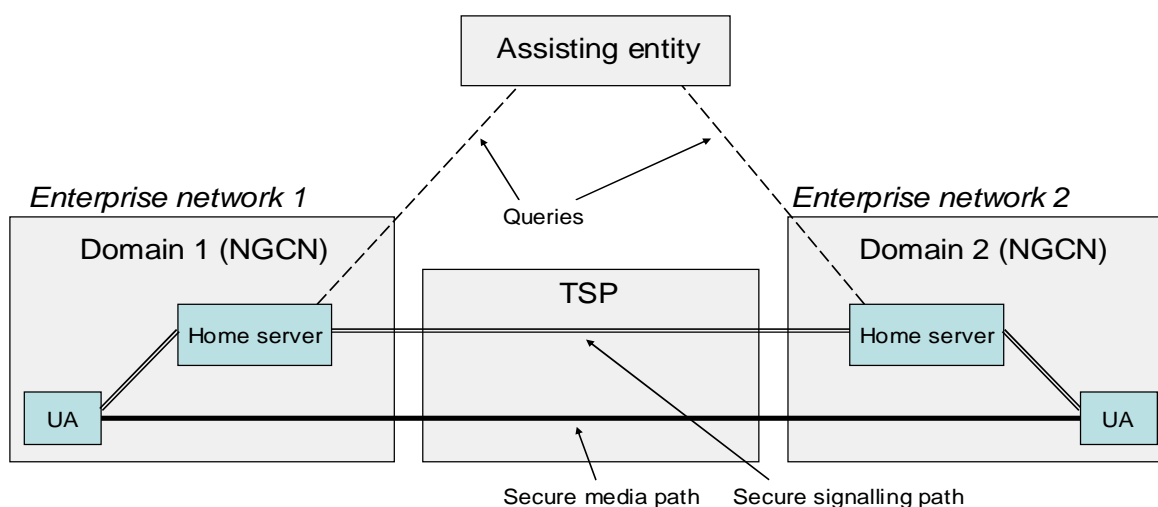 Assisting entity
Enterprise network 1
Enterprise network 2
Queries
Domain 1 (NGCN)
Domain 2 (NGCN)
TSP
Home server
Home server
UA
UA
Secure media path
Secure signalling path